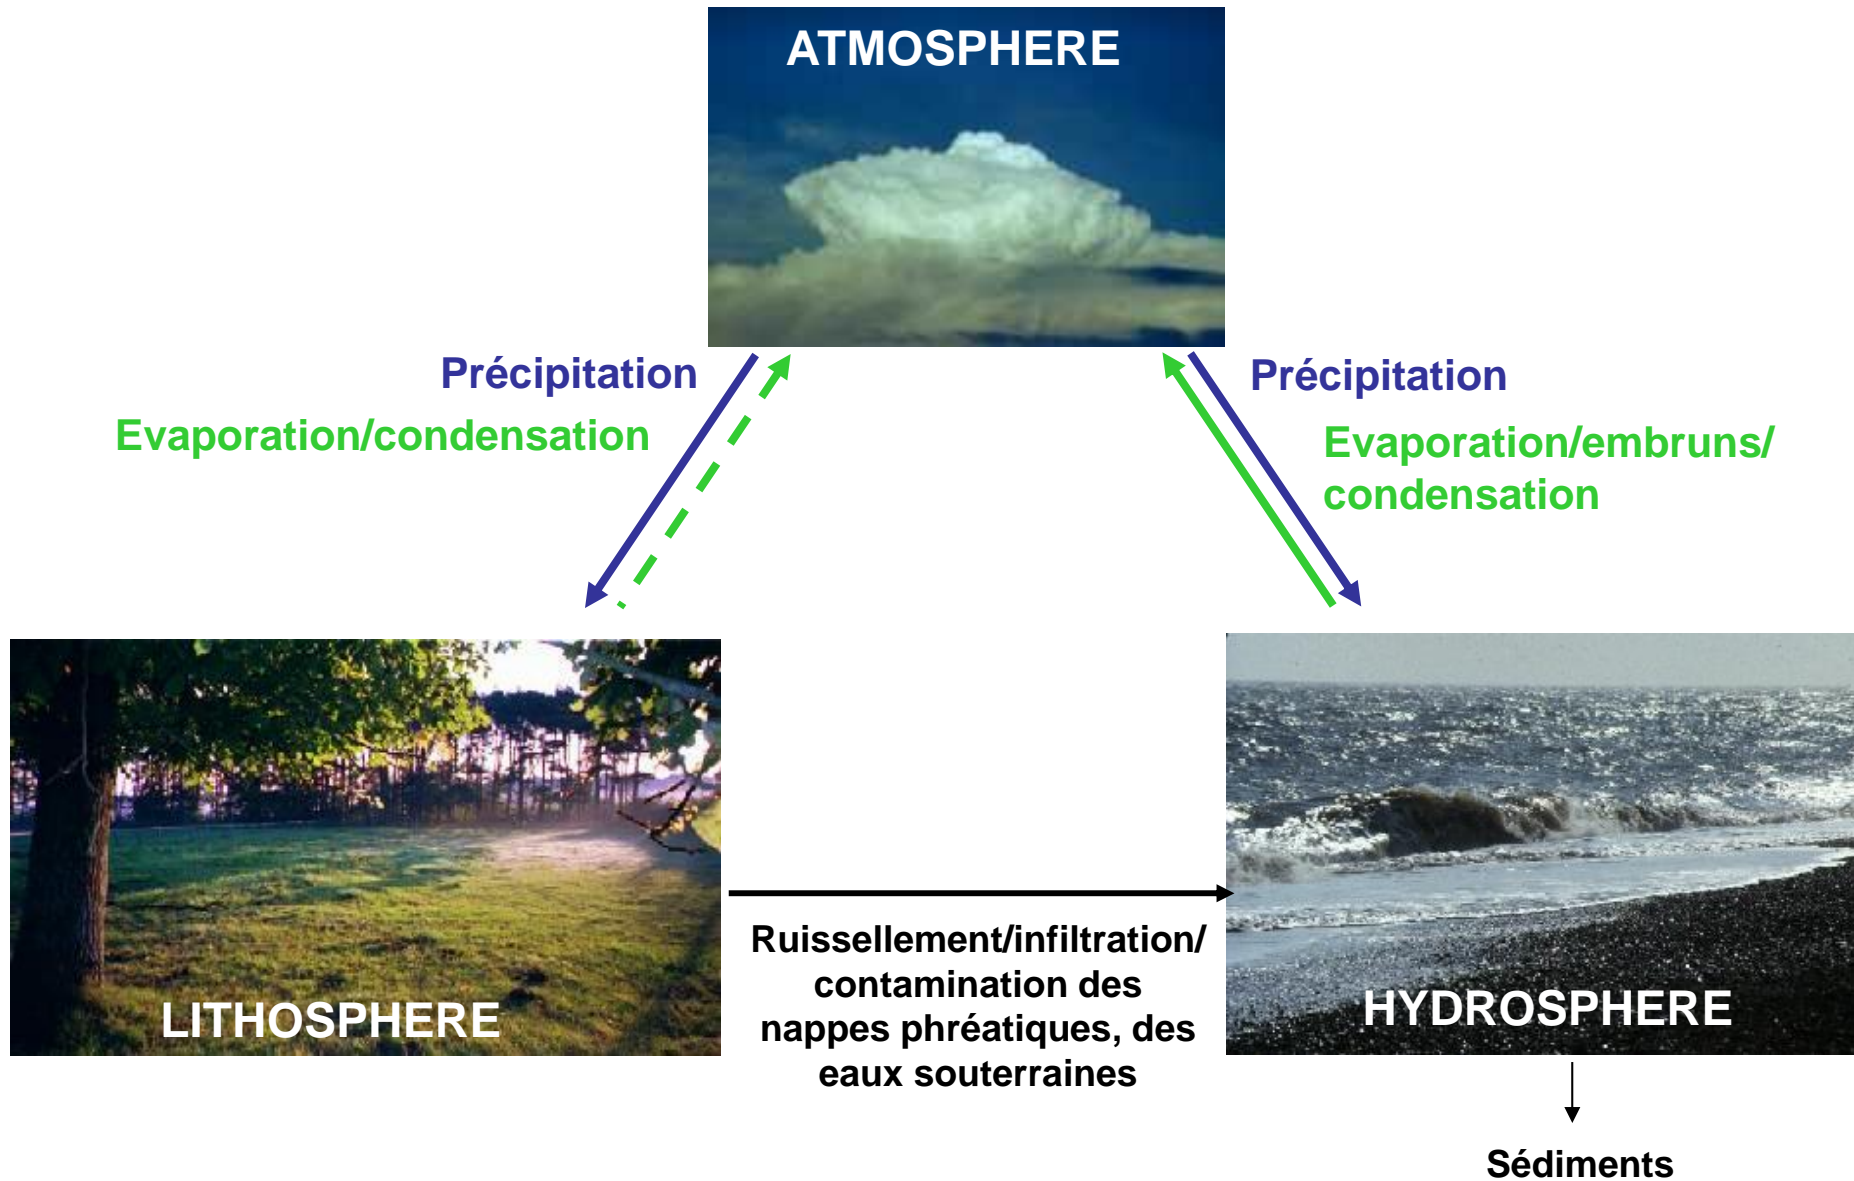 ATMOSPHERE
Précipitation
Evaporation/condensation
Précipitation
Evaporation/embruns/
condensation
LITHOSPHERE
Ruissellement/infiltration/
contamination des
nappes phréatiques, des
eaux souterraines
HYDROSPHERE
Sédiments